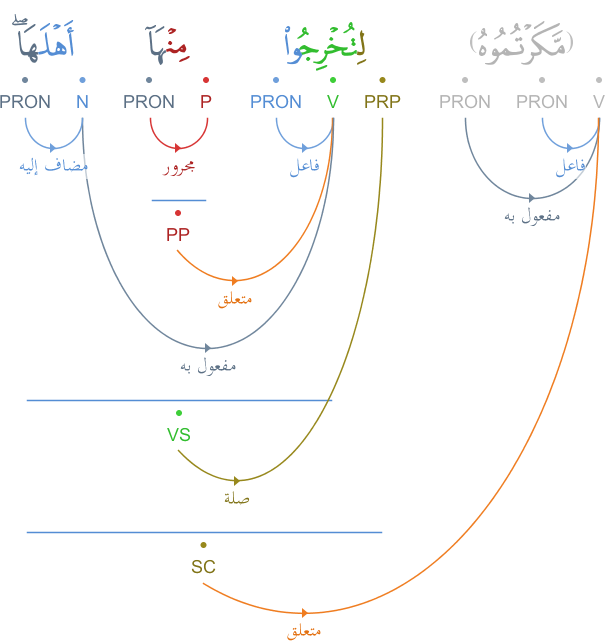 (مَّكَرْتُمُوهُ) لِتُخْرِجُوا۟ مِنْهَآ أَهْلَهَا ۖ
PRON N PRON P PRON V PRP PRON PRON V
مضاف إليه مجرور فاعل فاعل
مفعول به
PP
متعلق
مفعول به
VS
صلة
SC
متعلق